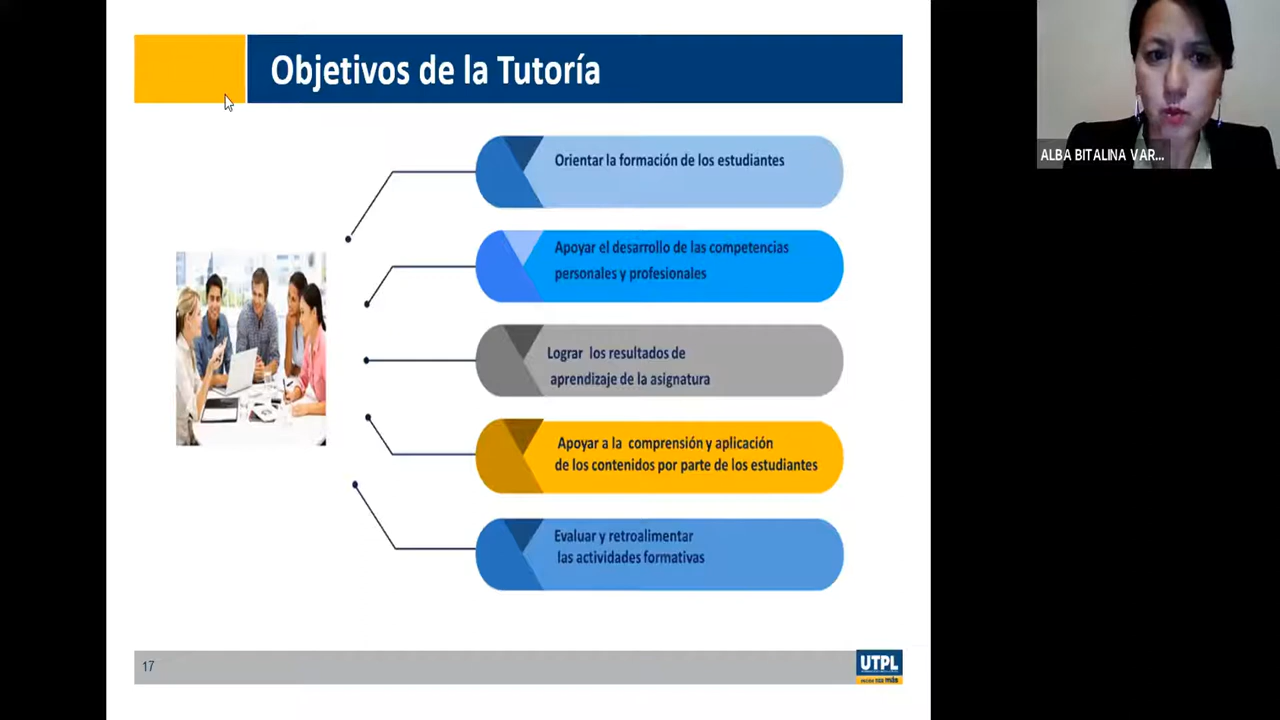 Objetivos de la Tutoría
Orientar la formación de los estudiantes
Apoyar el desarrollo de las competencias
personales y profesionales
Lograr los resultados de
aprendizaje de la asignatura
Apoyar a la comprensión y aplicación
de los contenidos por parte de los estudiantes
Evaluar y retroalimentar
las actividades formativas
17
UTPL
ALBA BITALINA VAR...